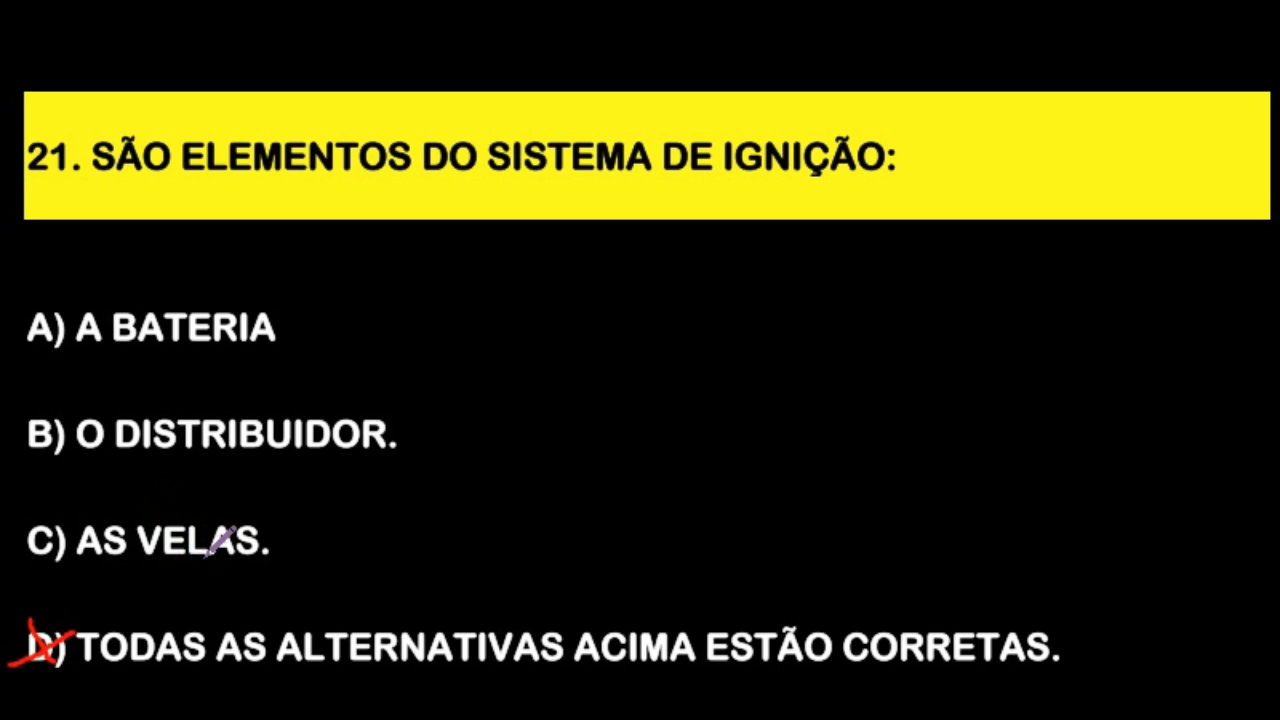 21. SÃO ELEMENTOS DO SISTEMA DE IGNIÇÃO:
A) A BATERIA
B) O DISTRIBUIDOR.
C) AS VELAS.
D) TODAS AS ALTERNATIVAS ACIMA ESTÃO CORRETAS.